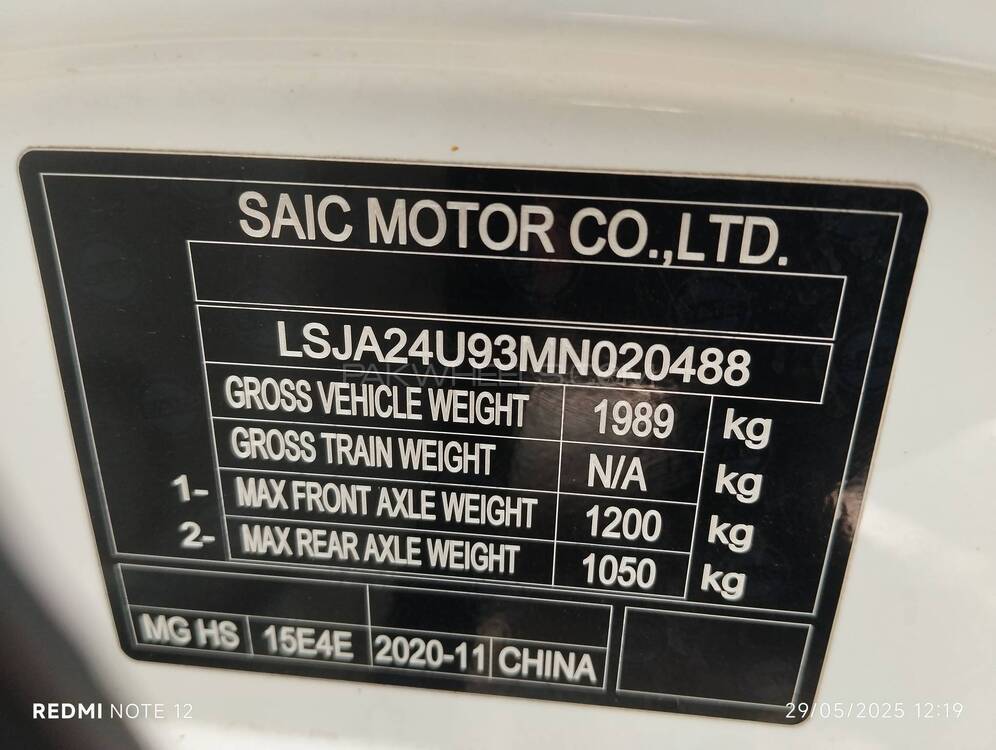 SAIC MOTOR CO.,LTD.
LSJA24U93MN020488
PAKWHEELS.COM
GROSS VEHICLE WEIGHT 1989 kg
GROSS TRAIN WEIGHT N/A kg
1- MAX FRONT AXLE WEIGHT 1200 kg
2- MAX REAR AXLE WEIGHT 1050 kg
MG HS 15E4E 2020-11 CHINA
REDMI NOTE 12 29/05/2025 12:19